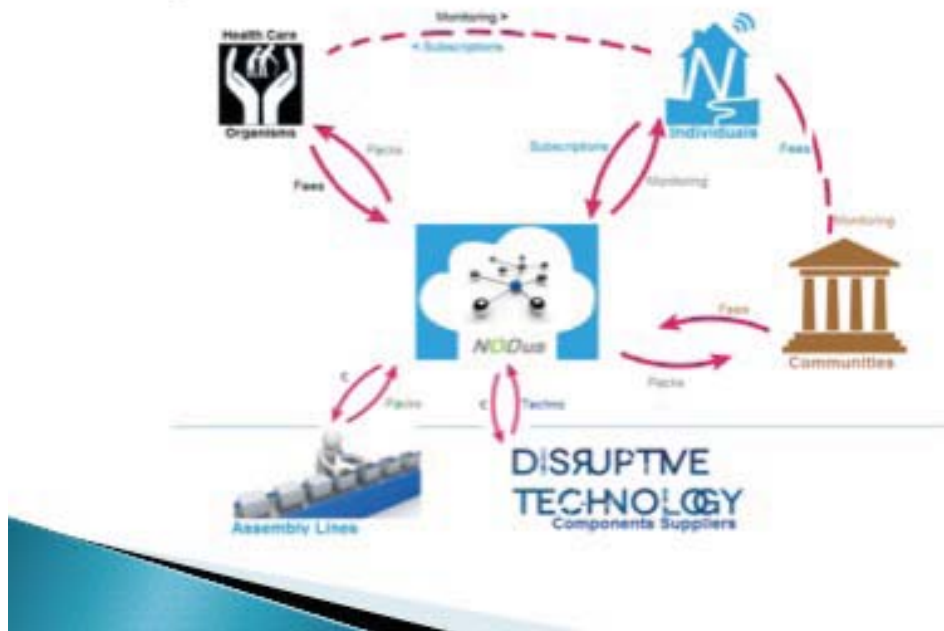 Monitoring >
< Subscriptions
Health Care
Organisms
Individuals
Packs
Fees
Subscriptions
Monitoring
Fees
Monitoring
NODus
Fees
Communities
Packs
€
Packs
€
Techno
DISRUPTIVE
TECHNOLOGY
Components Suppliers
Assembly Lines